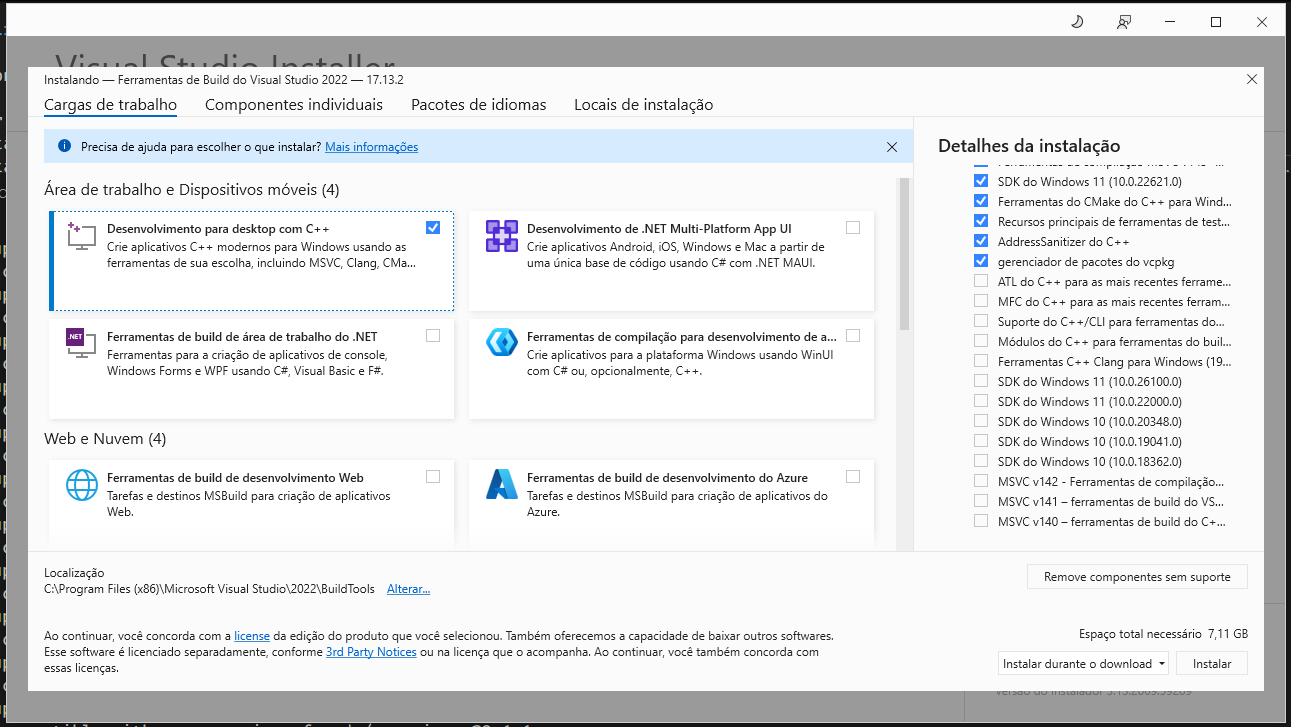 Visual Studio Installer
Instalando — Ferramentas de Build do Visual Studio 2022 — 17.13.2
Cargas de trabalho
Componentes individuais
Pacotes de idiomas
Locais de instalação
Precisa de ajuda para escolher o que instalar? Mais informações
Área de trabalho e Dispositivos móveis (4)
Desenvolvimento para desktop com C++
Crie aplicativos C++ modernos para Windows usando as
ferramentas de sua escolha, incluindo MSVC, Clang, CMa...
Desenvolvimento de .NET Multi-Platform App UI
Crie aplicativos Android, iOS, Windows e Mac a partir de
uma única base de código usando C# com .NET MAUI.
.NET
Ferramentas de build de área de trabalho do .NET
Ferramentas para a criação de aplicativos de console,
Windows Forms e WPF usando C#, Visual Basic e F#.
Ferramentas de compilação para desenvolvimento de a...
Crie aplicativos para a plataforma Windows usando WinUI
com C# ou, opcionalmente, C++.
Web e Nuvem (4)
Ferramentas de build de desenvolvimento Web
Tarefas e destinos MSBuild para criação de aplicativos
Web.
Ferramentas de build de desenvolvimento do Azure
Tarefas e destinos MSBuild para criação de aplicativos do
Azure.
Detalhes da instalação
SDK do Windows 11 (10.0.22621.0)
Ferramentas do CMake do C++ para Wind...
Recursos principais de ferramentas de test...
AddressSanitizer do C++
gerenciador de pacotes do vcpkg
ATL do C++ para as mais recentes ferrame...
MFC do C++ para as mais recentes ferram...
Suporte do C++/CLI para ferramentas do...
Módulos do C++ para ferramentas do buil...
Ferramentas C++ Clang para Windows (19...
SDK do Windows 11 (10.0.26100.0)
SDK do Windows 11 (10.0.22000.0)
SDK do Windows 10 (10.0.20348.0)
SDK do Windows 10 (10.0.19041.0)
SDK do Windows 10 (10.0.18362.0)
MSVC v142 - Ferramentas de compilação...
MSVC v141 – ferramentas de build do VS...
MSVC v140 – ferramentas de build do C+...
Localização
C:\Program Files (x86)\Microsoft Visual Studio\2022\BuildTools Alterar...
Remove componentes sem suporte
Ao continuar, você concorda com a license da edição do produto que você selecionou. Também oferecemos a capacidade de baixar outros softwares.
Esse software é licenciado separadamente, conforme 3rd Party Notices ou na licença que o acompanha. Ao continuar, você também concorda com
essas licenças.
Espaço total necessário 7,11 GB
Instalar durante o download
Instalar